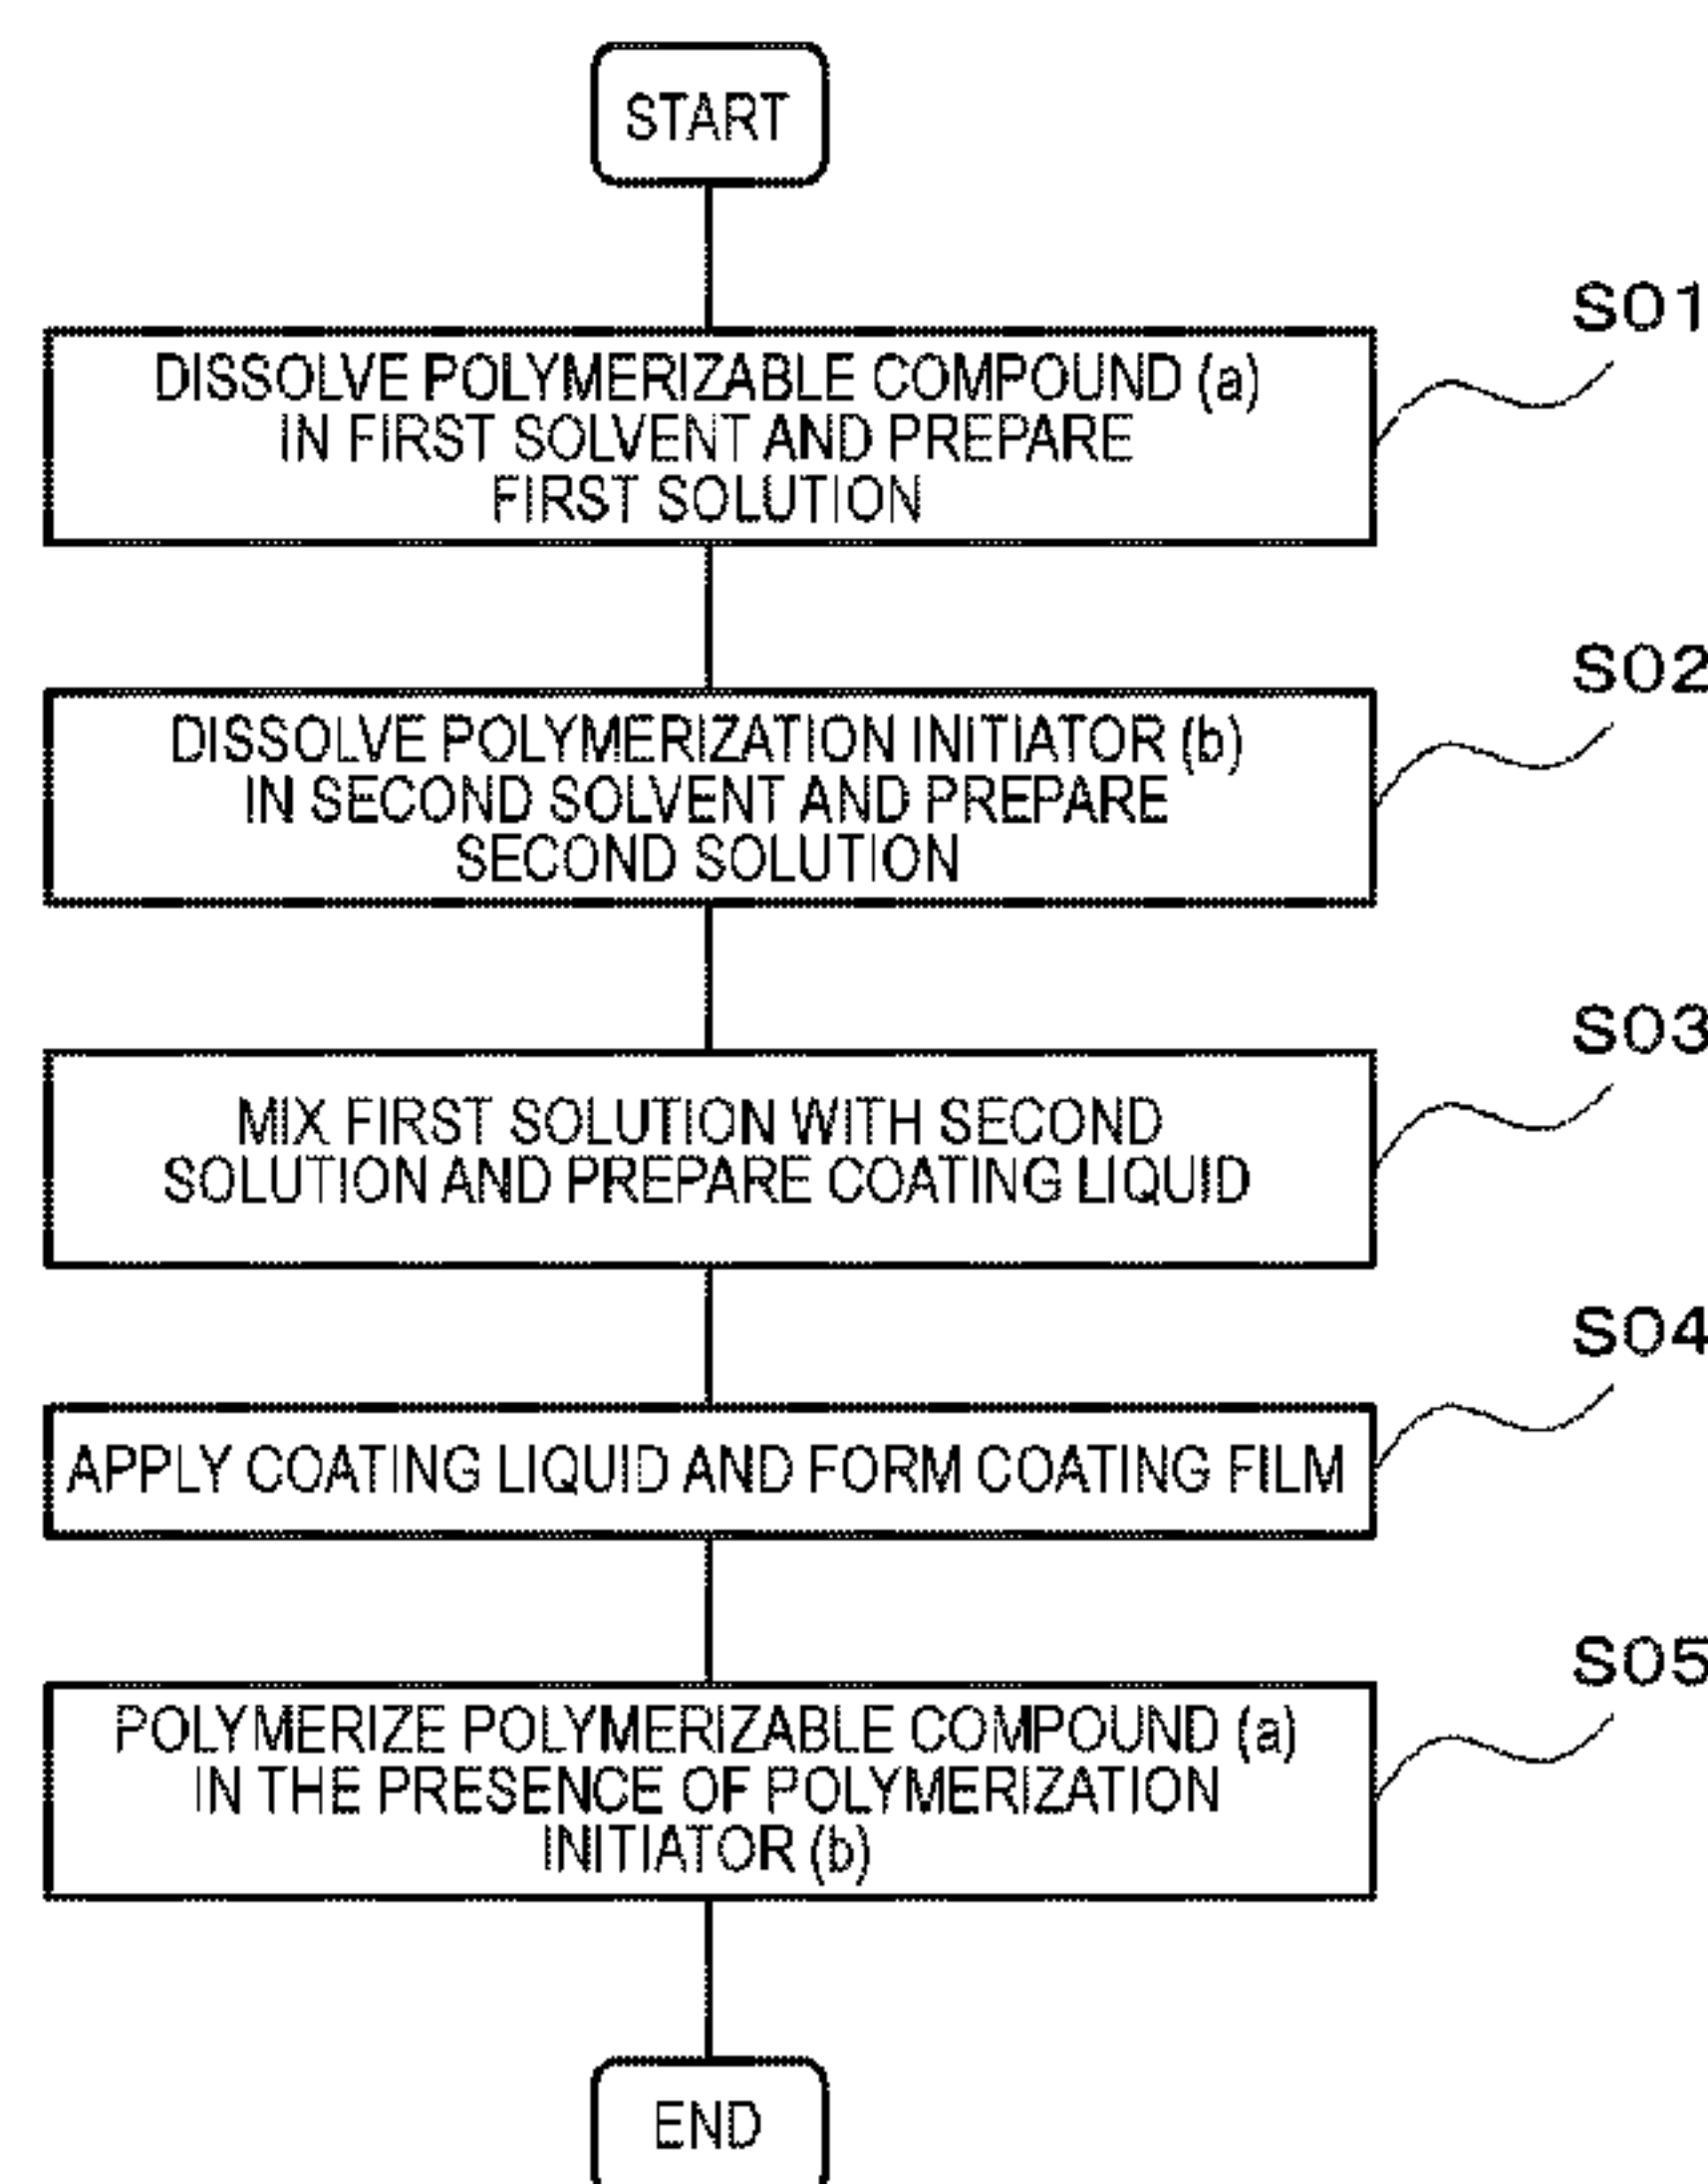 START
S01
DISSOLVE POLYMERIZABLE COMPOUND (a)
IN FIRST SOLVENT AND PREPARE
FIRST SOLUTION
S02
DISSOLVE POLYMERIZATION INITIATOR (b)
IN SECOND SOLVENT AND PREPARE
SECOND SOLUTION
S03
MIX FIRST SOLUTION WITH SECOND
SOLUTION AND PREPARE COATING LIQUID
S04
APPLY COATING LIQUID AND FORM COATING FILM
S05
POLYMERIZE POLYMERIZABLE COMPOUND (a)
IN THE PRESENCE OF POLYMERIZATION
INITIATOR (b)
END